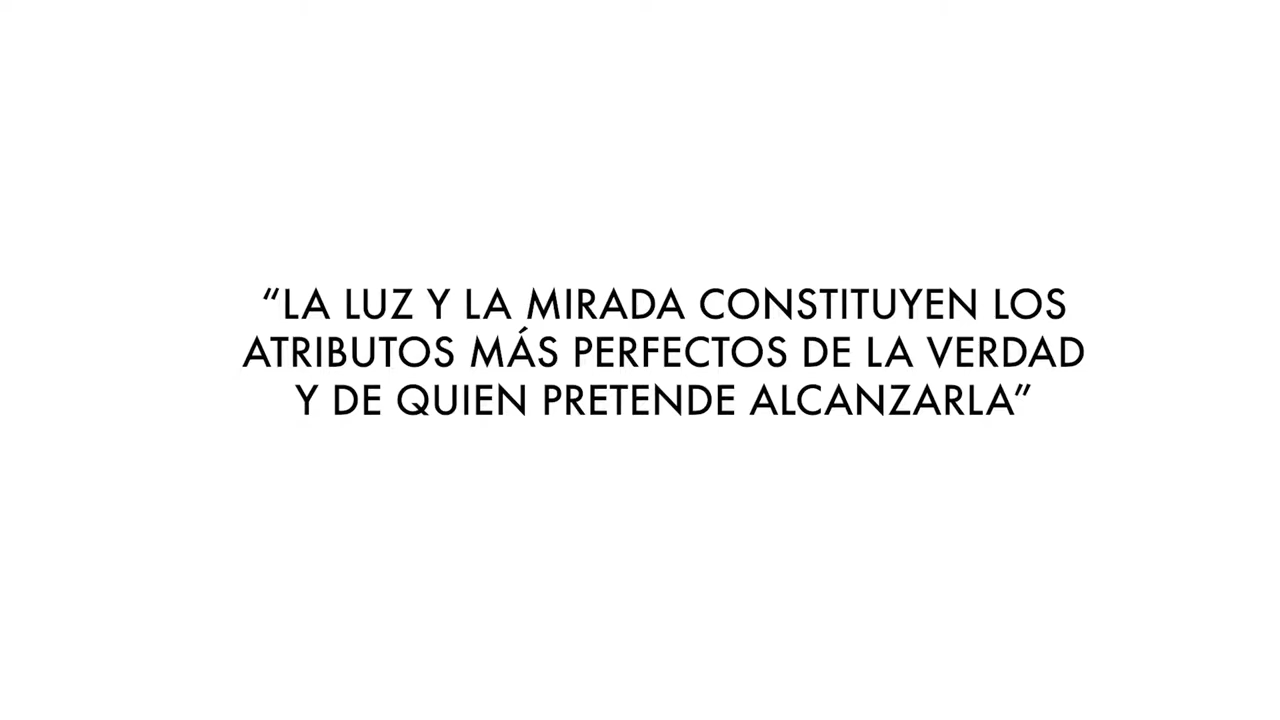 “LA LUZ Y LA MIRADA CONSTITUYEN LOS
ATRIBUTOS MÁS PERFECTOS DE LA VERDAD
Y DE QUIEN PRETENDE ALCANZARLA”